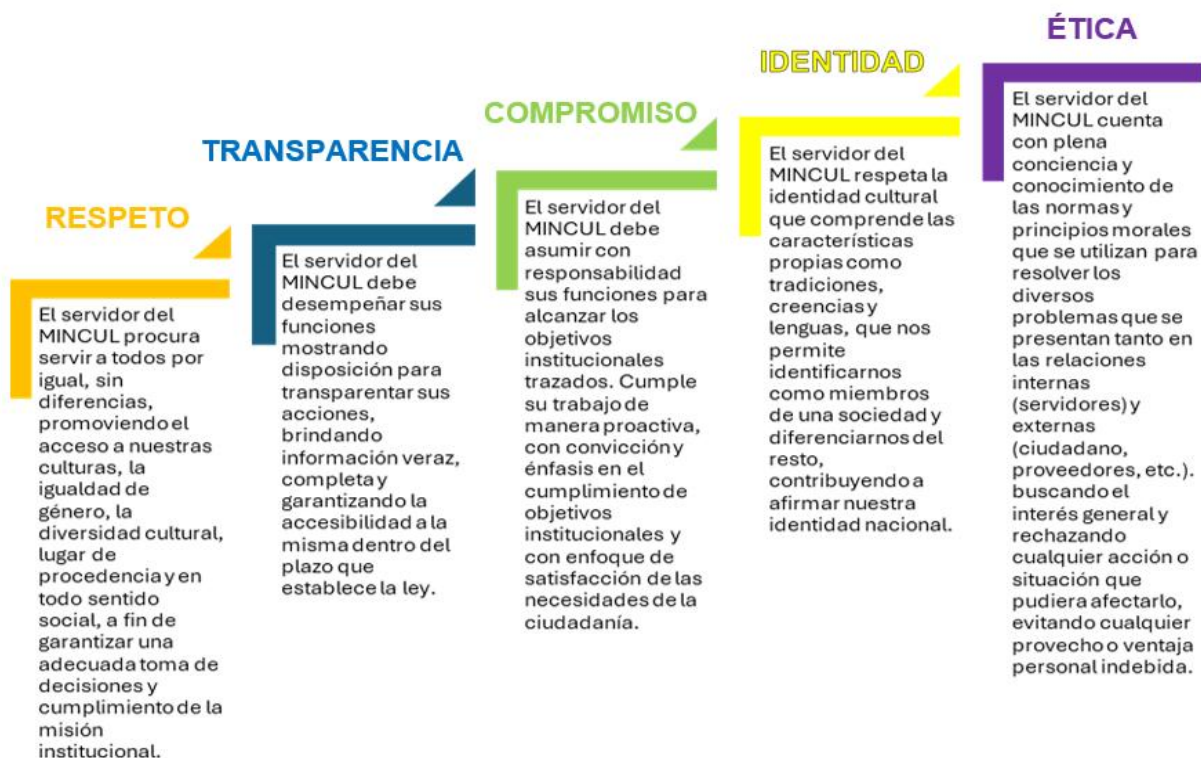 RESPETO
El servidor del
MINCUL procura
servir a todos por
igual, sin
diferencias,
promoviendo el
acceso a nuestras
culturas, la
igualdad de
género, la
diversidad cultural,
lugar de
procedencia y en
todo sentido
social, a fin de
garantizar una
adecuada toma de
decisiones y
cumplimiento de la
misión
institucional.
TRANSPARENCIA
El servidor del
MINCUL debe
desempeñar sus
funciones
mostrando
disposición para
transparentar sus
acciones,
brindando
información veraz,
completa y
garantizando la
accesibilidad a la
misma dentro del
plazo que
establece la ley.
COMPROMISO
El servidor del
MINCUL debe
asumir con
responsabilidad
sus funciones para
alcanzar los
objetivos
institucionales
trazados. Cumple
su trabajo de
manera proactiva,
con convicción y
énfasis en el
cumplimiento de
objetivos
institucionales y
con enfoque de
satisfacción de las
necesidades de la
ciudadanía.
IDENTIDAD
El servidor del
MINCUL respeta la
identidad cultural
que comprende las
características
propias como
tradiciones,
creencias y
lenguas, que nos
permite
identificarnos
como miembros
de una sociedad y
diferenciarnos del
resto,
contribuyendo a
afirmar nuestra
identidad nacional.
ÉTICA
El servidor del
MINCUL cuenta
con plena
conciencia y
conocimiento de
las normas y
principios morales
que se utilizan para
resolver los
diversos
problemas que se
presentan tanto en
las relaciones
internas
(servidores) y
externas
(ciudadano,
proveedores, etc.).
buscando el
interés general y
rechazando
cualquier acción o
situación que
pudiera afectarlo,
evitando cualquier
provecho o ventaja
personal indebida.